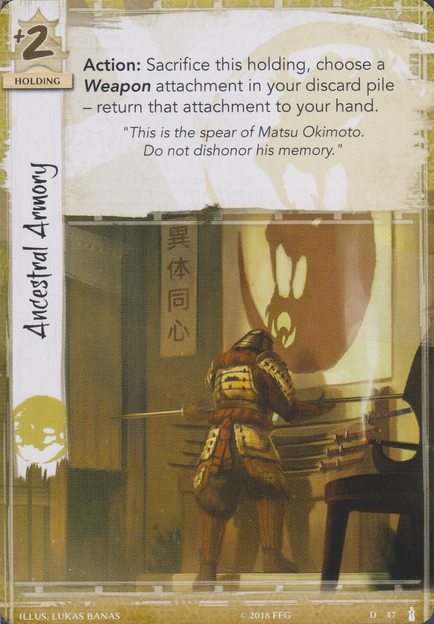 +2
HOLDING
Action: Sacrifice this holding, choose a
Weapon attachment in your discard pile
– return that attachment to your hand.
"This is the spear of Matsu Okimoto.
Do not dishonor his memory."
Ancestral Armory
異体同心
ILLUS. LUKAS BANAS
© 2018 FFG
D 47